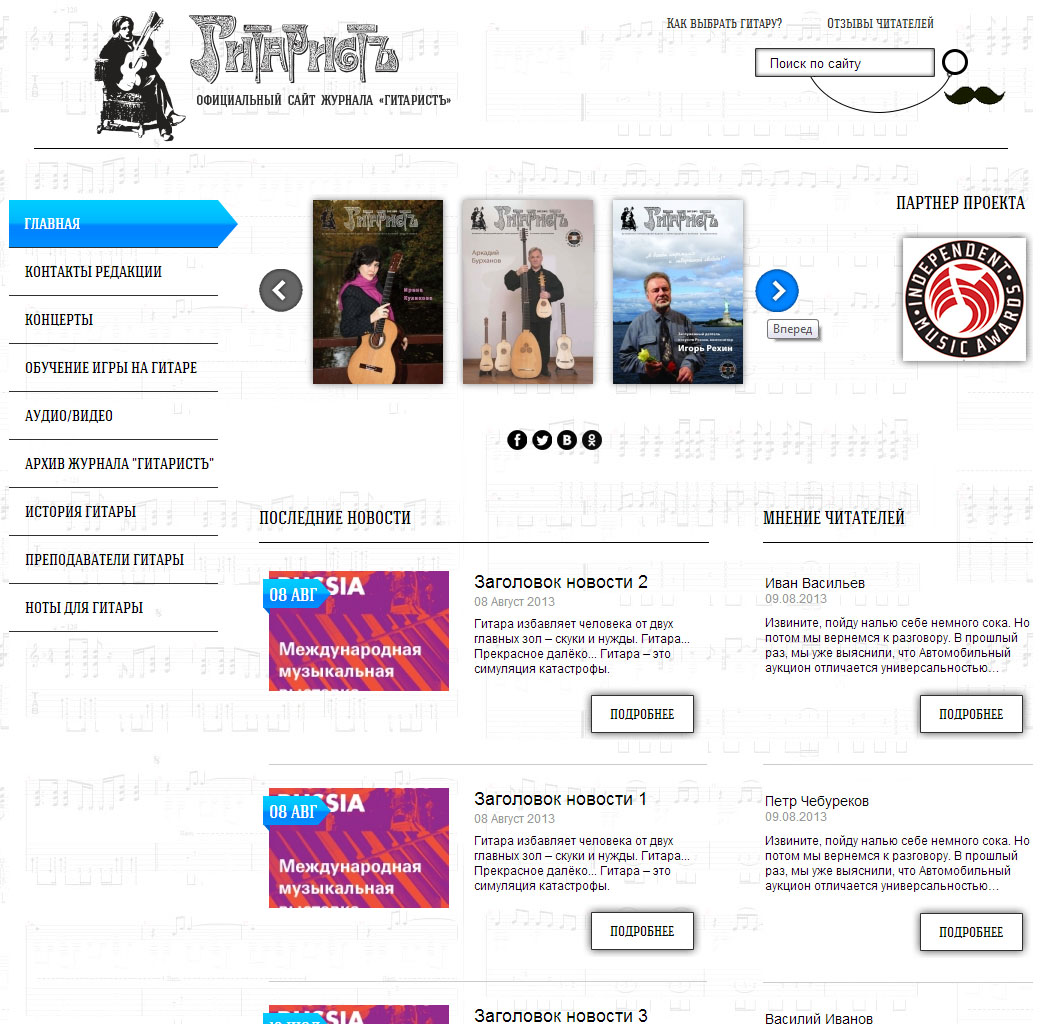 Как выбрать гитару?
Отзывы читателей
Гитаристъ
Поиск по сайту
официальный сайт журнала «Гитаристъ»
ПАРТНЕР ПРОЕКТА
ГЛАВНАЯ
КОНТАКТЫ РЕДАКЦИИ
КОНЦЕРТЫ
ОБУЧЕНИЕ ИГРЫ НА ГИТАРЕ
АУДИО/ВИДЕО
АРХИВ ЖУРНАЛА "ГИТАРИСТЪ"
ИСТОРИЯ ГИТАРЫ
ПРЕПОДАВАТЕЛИ ГИТАРЫ
НОТЫ ДЛЯ ГИТАРЫ
Гитаристъ
Ирина
Куликова
Гитаристъ
Аркадий
Бурханов
Гитаристъ
Игорь Рехин
Вперед
INDEPENDENT
MUSIC AWARDS
ПОСЛЕДНИЕ НОВОСТИ
08 АВГ
RUSSIA
Международная
музыкальная
выставка
Заголовок новости 2
08 Август 2013
Гитара избавляет человека от двух
главных зол – скуки и нужды. Гитара...
Прекрасное далёко... Гитара – это
симуляция катастрофы.
ПОДРОБНЕЕ
08 АВГ
RUSSIA
Международная
музыкальная
выставка
Заголовок новости 1
08 Август 2013
Гитара избавляет человека от двух
главных зол – скуки и нужды. Гитара...
Прекрасное далёко... Гитара – это
симуляция катастрофы.
ПОДРОБНЕЕ
RUSSIA
Заголовок новости 3
МНЕНИЕ ЧИТАТЕЛЕЙ
Иван Васильев
09.08.2013
Извините, пойду налью себе немного сока. Но
потом мы вернемся к разговору. В прошлый
раз, мы уже выяснили, что Автомобильный
аукцион отличается универсальностью...
ПОДРОБНЕЕ
Петр Чебуреков
09.08.2013
Извините, пойду налью себе немного сока. Но
потом мы вернемся к разговору. В прошлый
раз, мы уже выяснили, что Автомобильный
аукцион отличается универсальностью...
ПОДРОБНЕЕ
Василий Иванов